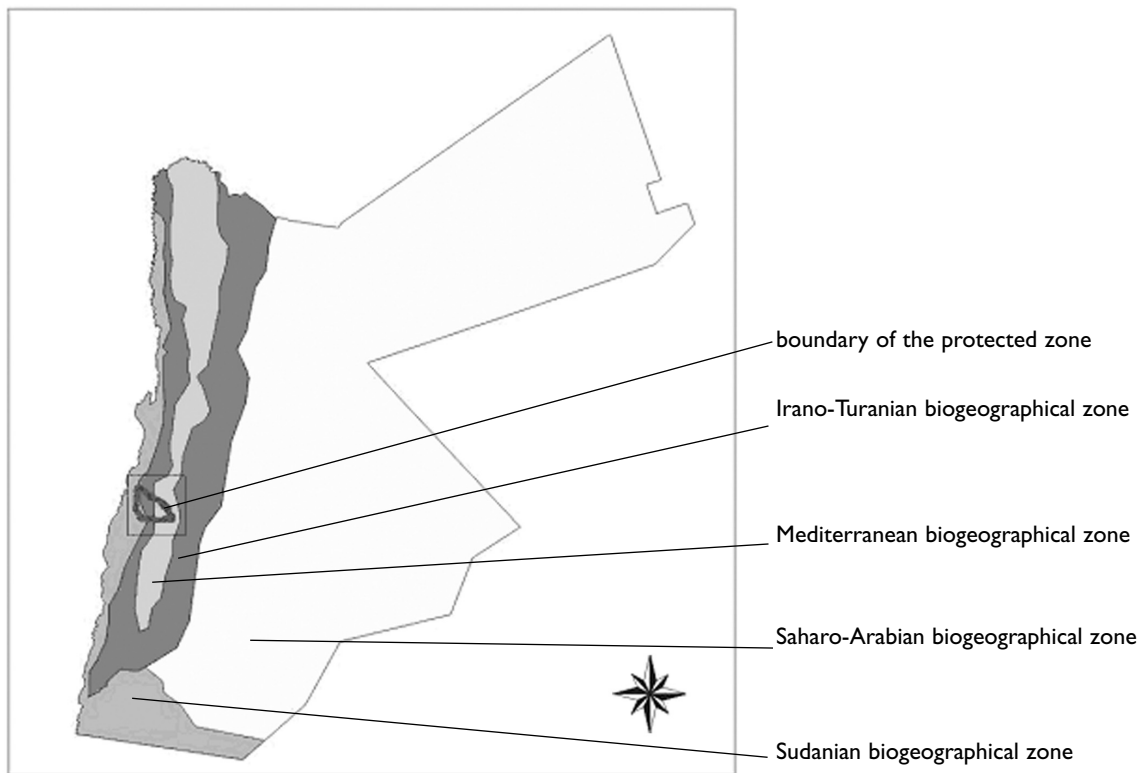 boundary of the protected zone
Irano-Turanian biogeographical zone
Mediterranean biogeographical zone
Saharo-Arabian biogeographical zone
Sudanian biogeographical zone